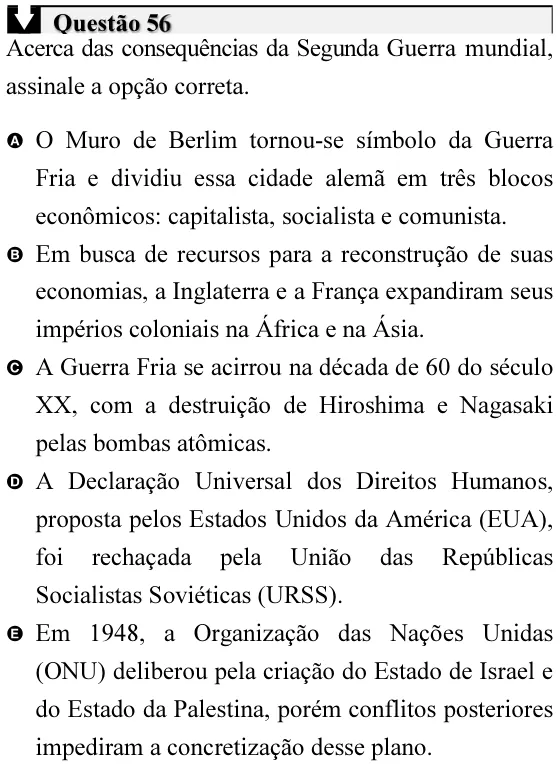 Questão 56
Acerca das consequências da Segunda Guerra mundial,
assinale a opção correta.
A O Muro de Berlim tornou-se símbolo da Guerra
Fria e dividiu essa cidade alemã em três blocos
econômicos: capitalista, socialista e comunista.
B Em busca de recursos para a reconstrução de suas
economias, a Inglaterra e a França expandiram seus
impérios coloniais na África e na Ásia.
C A Guerra Fria se acirrou na década de 60 do século
XX, com a destruição de Hiroshima e Nagasaki
pelas bombas atômicas.
D A Declaração Universal dos Direitos Humanos,
proposta pelos Estados Unidos da América (EUA),
foi rechaçada pela União das Repúblicas
Socialistas Soviéticas (URSS).
E Em 1948, a Organização das Nações Unidas
(ONU) deliberou pela criação do Estado de Israel e
do Estado da Palestina, porém conflitos posteriores
impediram a concretização desse plano.